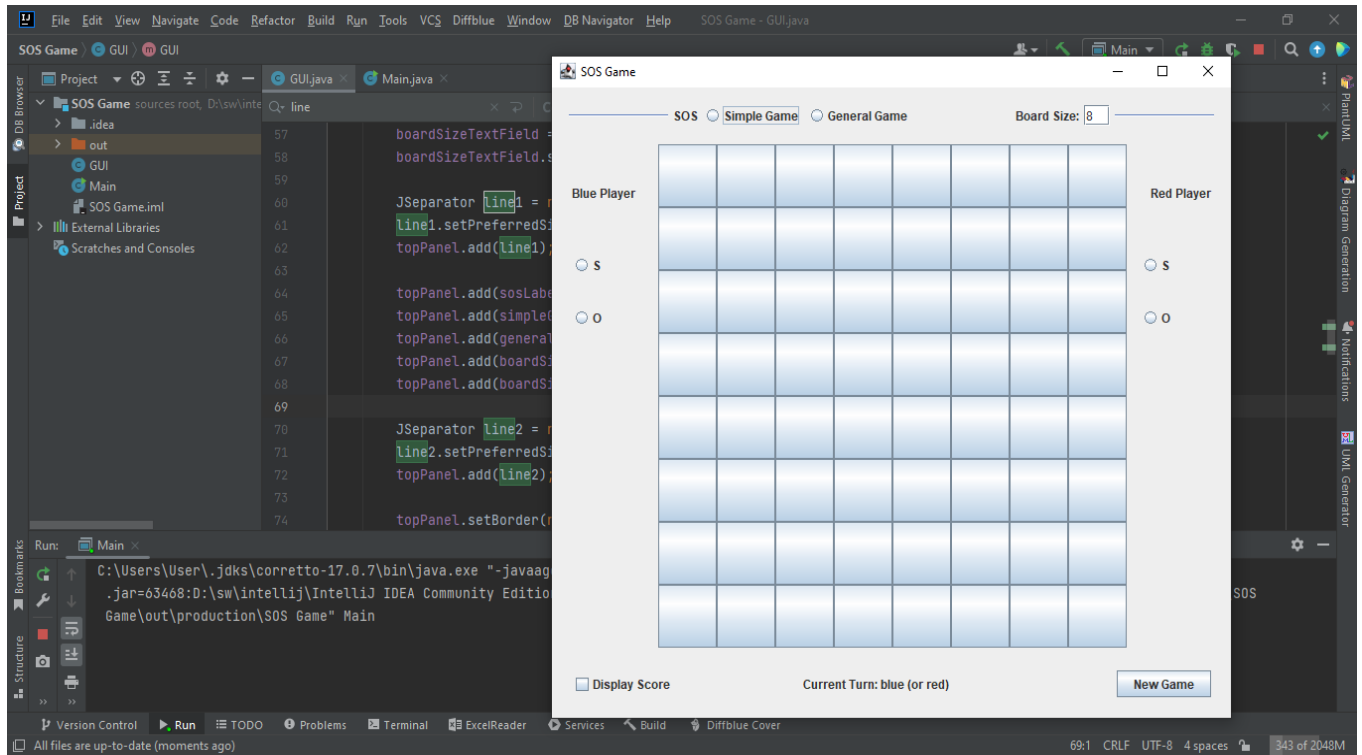 File Edit View Navigate Code Refactor Build Run Tools VCS Diffblue Window DB Navigator Help SOS Game - GUI.java
SOS Game GUI GUI Main
Project GUI.java Main.java
SOS Game sources root, D:\sw\inte
line
.idea
out
GUI
Main
SOS Game.iml
External Libraries
Scratches and Consoles
57 boardSizeTextField =
58 boardSizeTextField.s
59
60 JSeparator line1 =
61 line1.setPreferredSi
62 topPanel.add(line1);
63
64 topPanel.add(sosLabe
65 topPanel.add(simpleG
66 topPanel.add(general
67 topPanel.add(boardSi
68 topPanel.add(boardSi
69
70 JSeparator line2 =
71 line2.setPreferredSi
72 topPanel.add(line2);
73
74 topPanel.setBorder(
SOS Game
SOS Simple Game General Game Board Size: 8
Blue Player
S
O
Red Player
S
O
Display Score Current Turn: blue (or red) New Game
DB Browser
Project
Bookmarks
Structure
PlantUML
Diagram Generation
Notifications
UML Generator
Run: Main
C:\Users\User\.jdks\corretto-17.0.7\bin\java.exe "-javaag
.jar=63468:D:\sw\intellij\IntelliJ IDEA Community Editio SOS
Game\out\production\SOS Game" Main
Version Control Run TODO Problems Terminal ExcelReader Services Build Diffblue Cover
All files are up-to-date (moments ago) 69:1 CRLF UTF-8 4 spaces 343 of 2048M